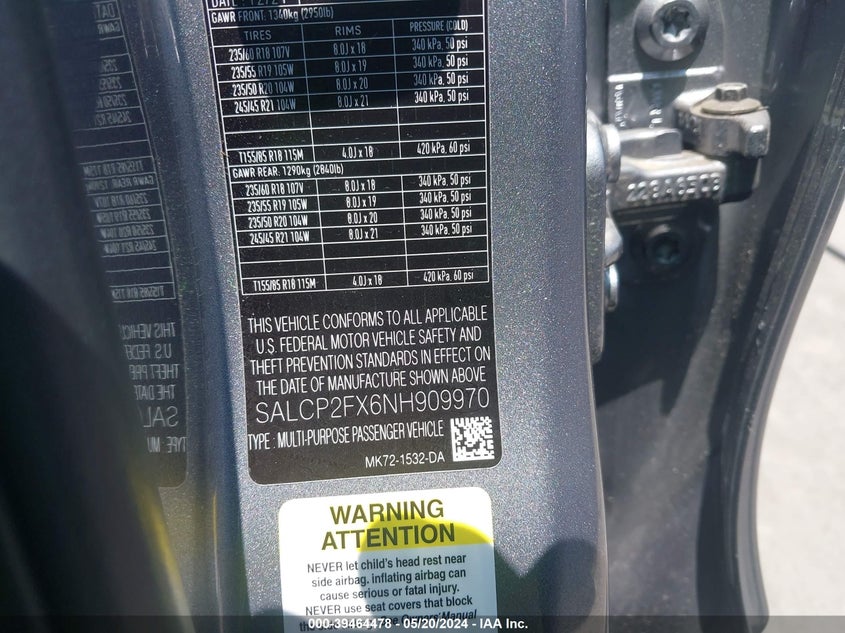 GAWR FRONT: 1340kg (2950lb)
TIRES RIMS PRESSURE (COLD)
235/60 R18 107V 8.0J x 18 340 kPa, 50 psi
235/55 R19 105W 8.0J x 19 340 kPa, 50 psi
235/50 R20 104W 8.0J x 20 340 kPa, 50 psi
245/45 R21 104W 8.0J x 21 340 kPa, 50 psi
T155/85 R18 115M 4.0J x 18 420 kPa, 60 psi
GAWR REAR: 1290kg (2840lb)
235/60 R18 107V 8.0J x 18 340 kPa, 50 psi
235/55 R19 105W 8.0J x 19 340 kPa, 50 psi
235/50 R20 104W 8.0J x 20 340 kPa, 50 psi
245/45 R21 104W 8.0J x 21 340 kPa, 50 psi
T155/85 R18 115M 4.0J x 18 420 kPa, 60 psi
THIS VEHICLE CONFORMS TO ALL APPLICABLE
U.S. FEDERAL MOTOR VEHICLE SAFETY AND
THEFT PREVENTION STANDARDS IN EFFECT ON
THE DATE OF MANUFACTURE SHOWN ABOVE
SALCP2FX6NH909970
TYPE : MULTI-PURPOSE PASSENGER VEHICLE
MK72-1532-DA
WARNING
ATTENTION
NEVER let child's head rest near
side airbag. inflating airbag can
cause serious or fatal injury.
NEVER use seat covers that block
Owner's Manual
000-39464478 - 05/20/2024 - IAA Inc.